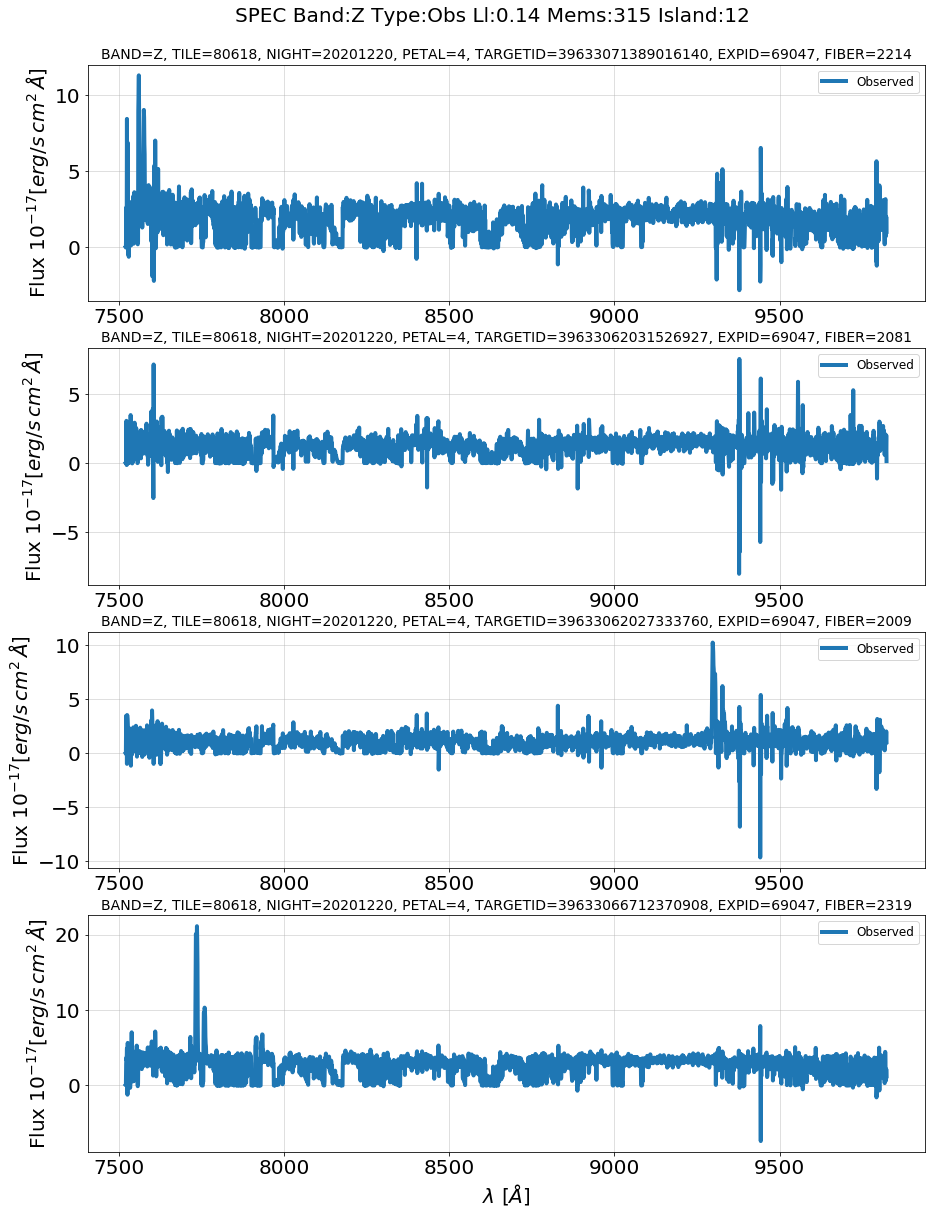 SPEC Band:Z Type:Obs Ll:0.14 Mems:315 Island:12
BAND=Z, TILE=80618, NIGHT=20201220, PETAL=4, TARGETID=39633071389016140, EXPID=69047, FIBER=2214
Observed
10
5
0
Flux 10^{-17}[erg/s cm^2 Å]
7500 8000 8500 9000 9500
BAND=Z, TILE=80618, NIGHT=20201220, PETAL=4, TARGETID=39633062031526927, EXPID=69047, FIBER=2081
Observed
5
0
−5
Flux 10^{-17}[erg/s cm^2 Å]
7500 8000 8500 9000 9500
BAND=Z, TILE=80618, NIGHT=20201220, PETAL=4, TARGETID=39633062027333760, EXPID=69047, FIBER=2009
Observed
10
5
0
−5
−10
Flux 10^{-17}[erg/s cm^2 Å]
7500 8000 8500 9000 9500
BAND=Z, TILE=80618, NIGHT=20201220, PETAL=4, TARGETID=39633066712370908, EXPID=69047, FIBER=2319
Observed
20
10
0
Flux 10^{-17}[erg/s cm^2 Å]
7500 8000 8500 9000 9500
λ [Å]